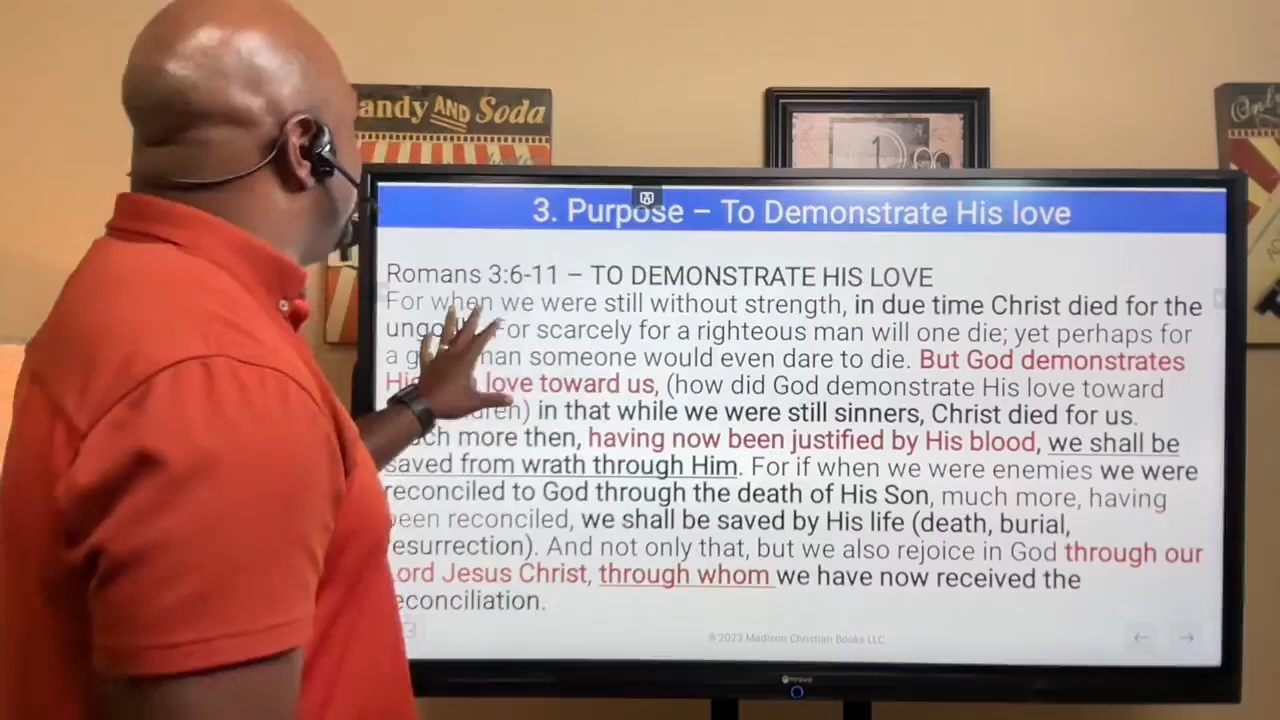 andy AND Soda
Only
3. Purpose – To Demonstrate His love
Romans 3:6-11 – TO DEMONSTRATE HIS LOVE
For when we were still without strength, in due time Christ died for the
For scarcely for a righteous man will one die; yet perhaps for
a man someone would even dare to die. But God demonstrates
love toward us, (how did God demonstrate His love toward
in that while we were still sinners, Christ died for us.
more then, having now been justified by His blood, we shall be
saved from wrath through Him. For if when we were enemies we were
reconciled to God through the death of His Son, much more, having
been reconciled, we shall be saved by His life (death, burial,
resurrection). And not only that, but we also rejoice in God through our
Lord Jesus Christ, through whom we have now received the
reconciliation.
© 2023 Madison Christian Books LLC